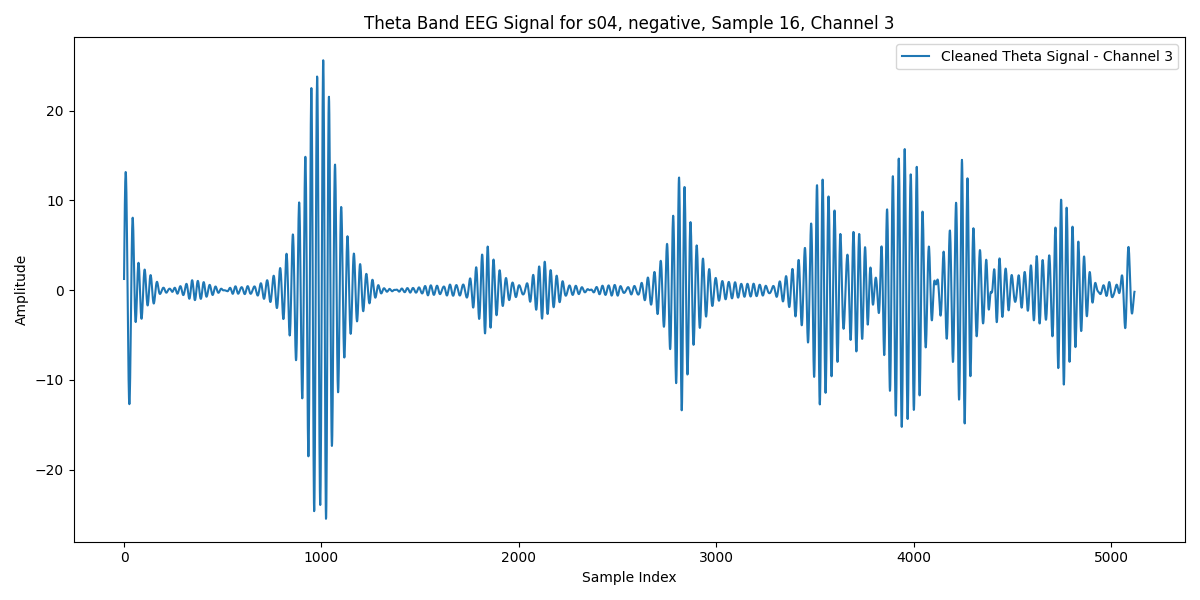 Theta Band EEG Signal for s04, negative, Sample 16, Channel 3
Cleaned Theta Signal - Channel 3
Amplitude
20
10
0
−10
−20
0 1000 2000 3000 4000 5000
Sample Index